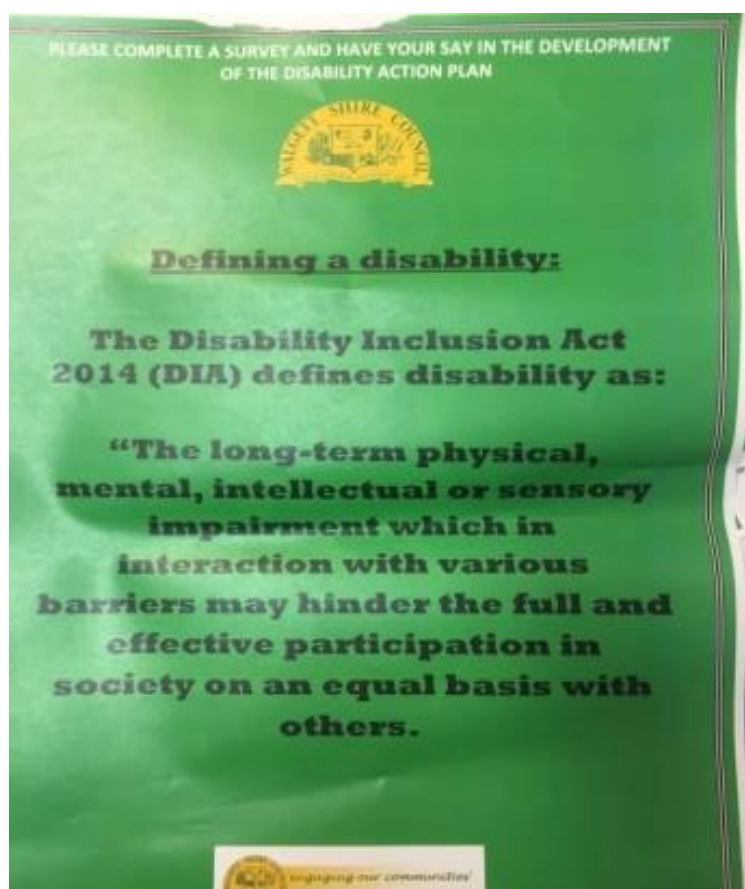 PLEASE COMPLETE A SURVEY AND HAVE YOUR SAY IN THE DEVELOPMENT
OF THE DISABILITY ACTION PLAN
WALGETT SHIRE COUNCIL
Defining a disability:
The Disability Inclusion Act
2014 (DIA) defines disability as:
“The long-term physical,
mental, intellectual or sensory
impairment which in
interaction with various
barriers may hinder the full and
effective participation in
society on an equal basis with
others.
engaging our communities'